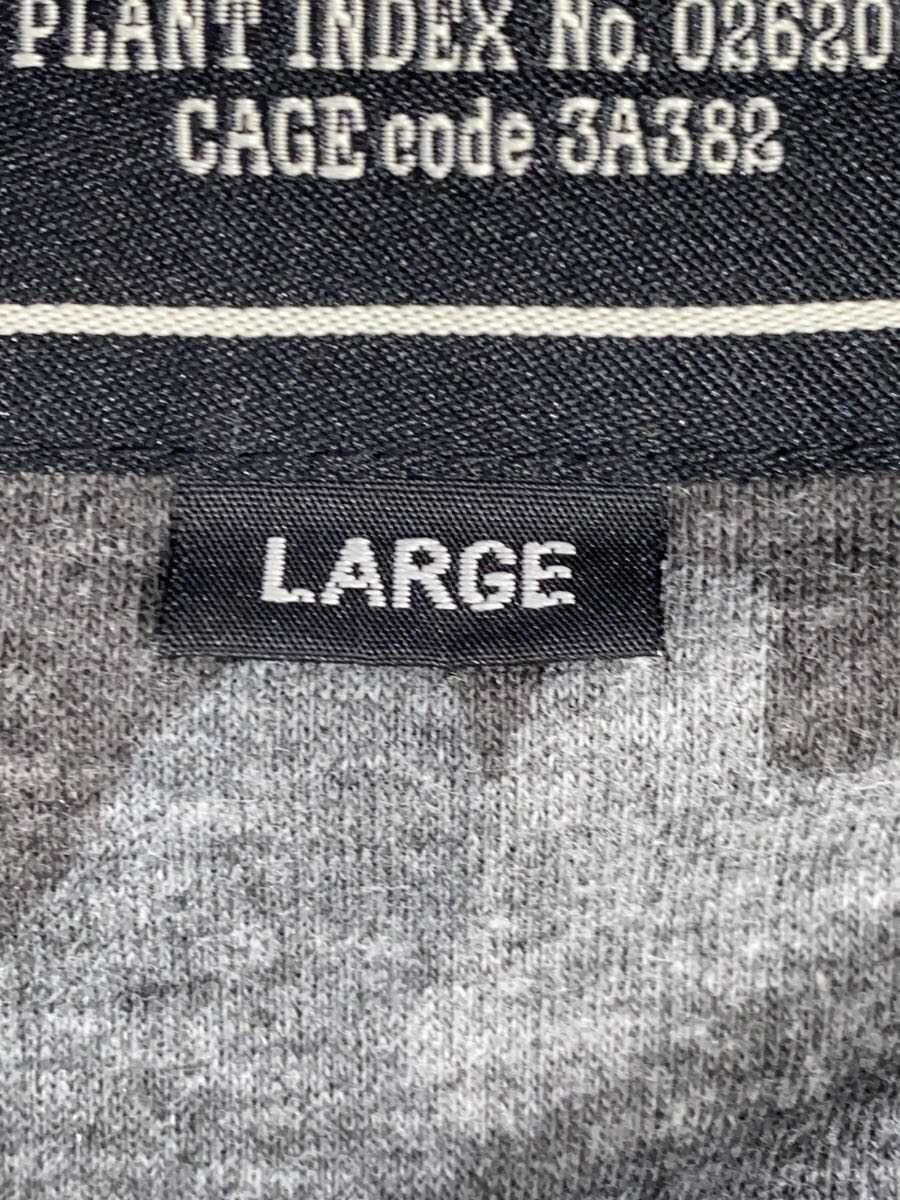 PLANT INDEX No. 02620
CAGE code 3A382
LARGE